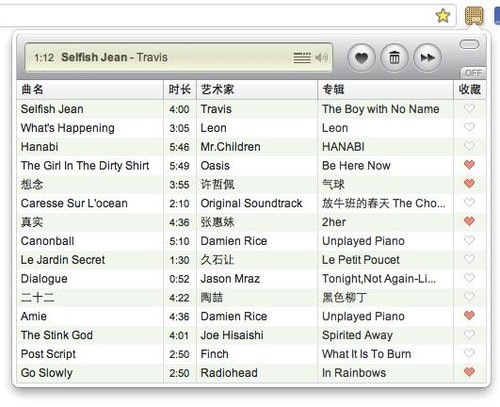 1:12 Selfish Jean - Travis
OFF
曲名 时长 艺术家 专辑 收藏
Selfish Jean 4:00 Travis The Boy with No Name
What's Happening 3:05 Leon Leon
Hanabi 5:46 Mr.Children HANABI
The Girl In The Dirty Shirt 5:49 Oasis Be Here Now
想念 3:55 许哲佩 气球
Caresse Sur L'ocean 2:10 Original Soundtrack 放牛班的春天 The Cho...
真实 4:36 张惠妹 2her
Canonball 5:10 Damien Rice Unplayed Piano
Le Jardin Secret 1:30 久石让 Le Petit Poucet
Dialogue 0:52 Jason Mraz Tonight,Not Again-Li...
二十二 4:22 陶喆 黑色柳丁
Amie 4:36 Damien Rice Unplayed Piano
The Stink God 4:01 Joe Hisaishi Spirited Away
Post Script 2:50 Finch What It Is To Burn
Go Slowly 2:50 Radiohead In Rainbows